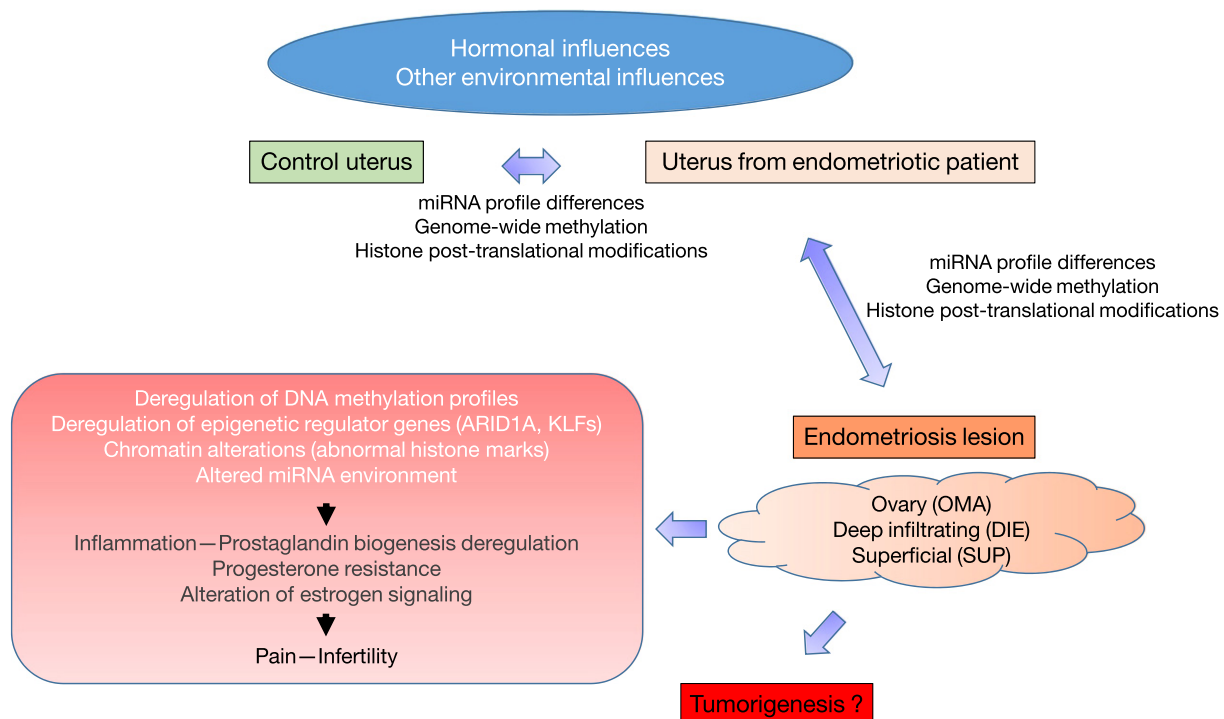 Hormonal influences
Other environmental influences
Control uterus
Uterus from endometriotic patient
miRNA profile differences
Genome-wide methylation
Histone post-translational modifications
miRNA profile differences
Genome-wide methylation
Histone post-translational modifications
Deregulation of DNA methylation profiles
Deregulation of epigenetic regulator genes (ARID1A, KLFs)
Chromatin alterations (abnormal histone marks)
Altered miRNA environment
Inflammation—Prostaglandin biogenesis deregulation
Progesterone resistance
Alteration of estrogen signaling
Pain—Infertility
Endometriosis lesion
Ovary (OMA)
Deep infiltrating (DIE)
Superficial (SUP)
Tumorigenesis ?